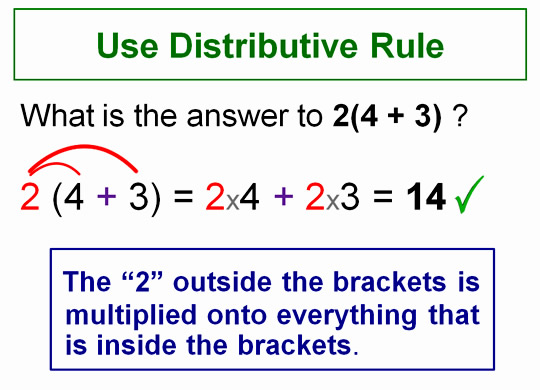 Use Distributive Rule
What is the answer to 2(4 + 3) ?
2 (4 + 3) = 2x4 + 2x3 = 14 ✓
The “2” outside the brackets is
multiplied onto everything that
is inside the brackets.